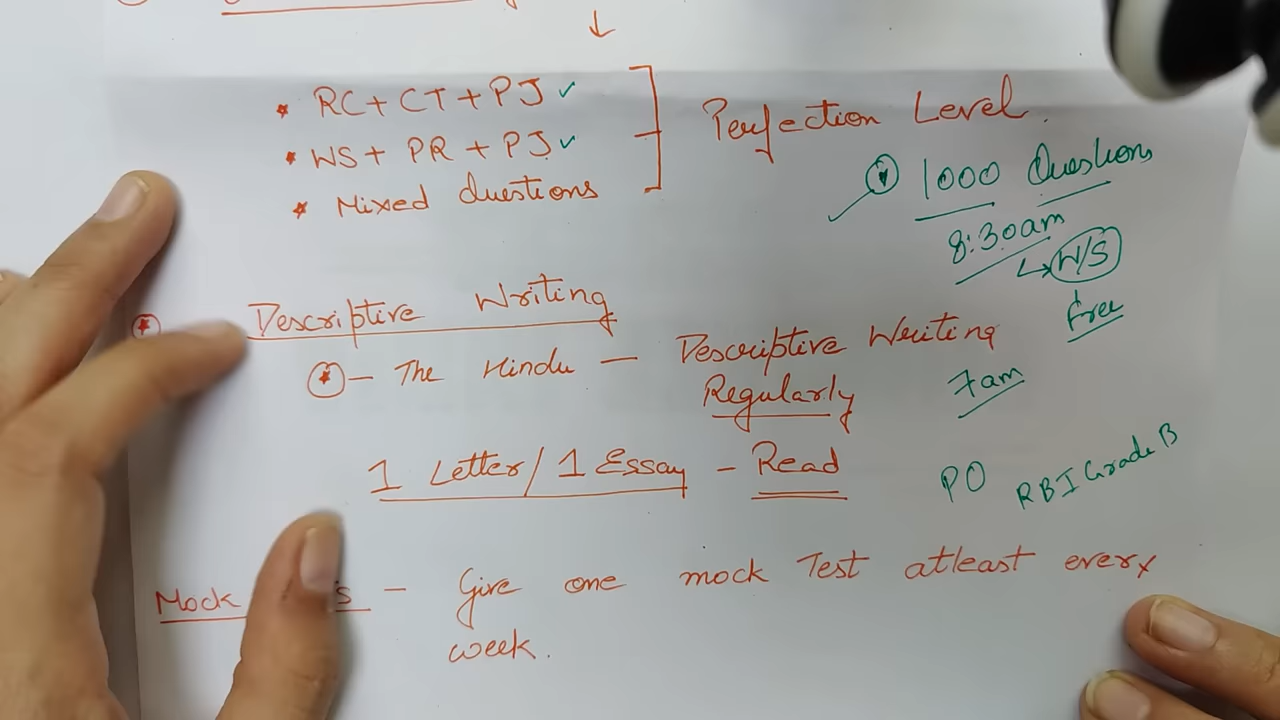 RC + CT + PJ ✓
WS + PR + PJ ✓
Mixed Questions
Perfection Level.
1000 Questions
8:30am
W/S
free
Descriptive Writing
The Hindu — Descriptive Writing
Regularly
7am
1 Letter/1 Essay - Read
PO
RBI Grade B
Mock - Give one mock Test atleast every
week.